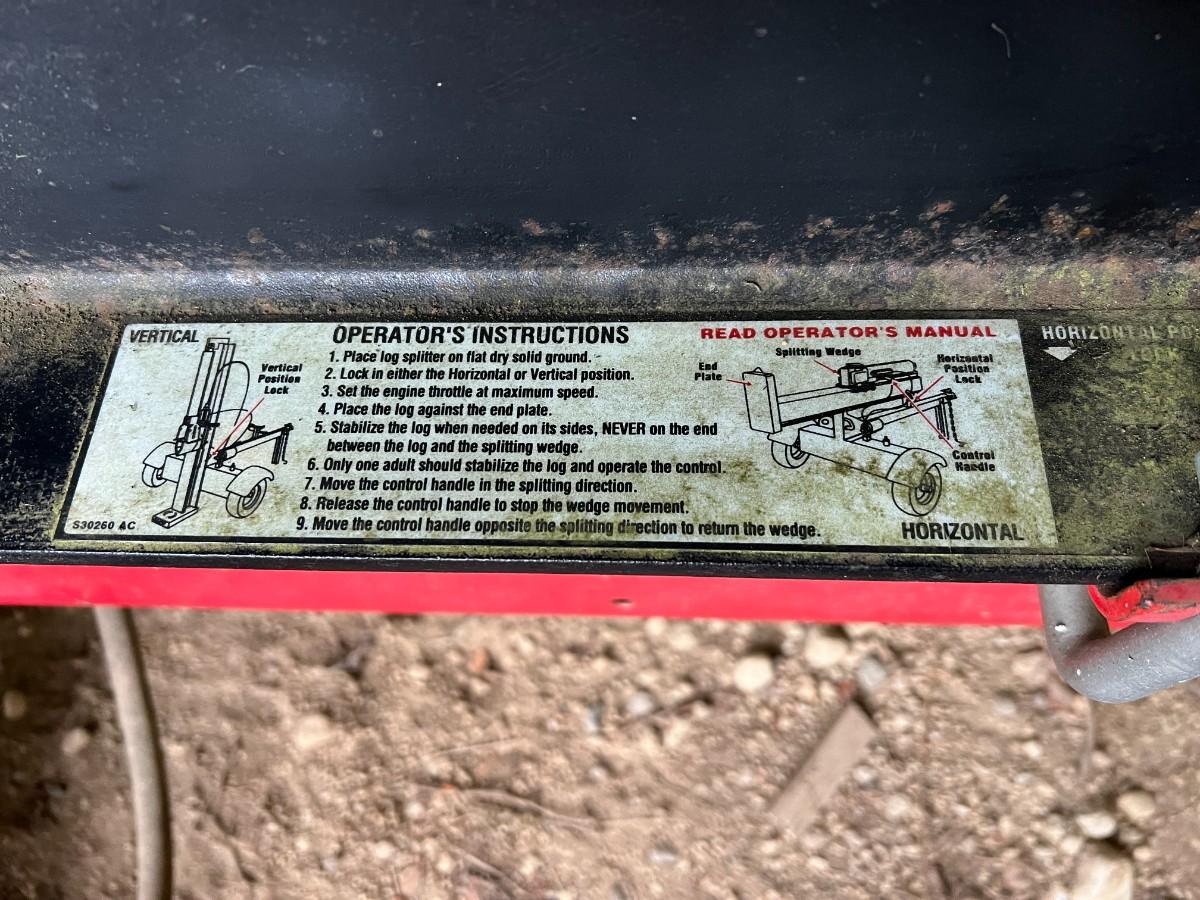 VERTICAL
Vertical
Position
Lock
S30260 AC
OPERATOR'S INSTRUCTIONS
1. Place log splitter on flat dry solid ground.
2. Lock in either the Horizontal or Vertical position.
3. Set the engine throttle at maximum speed.
4. Place the log against the end plate.
5. Stabilize the log when needed on its sides, NEVER on the end
between the log and the splitting wedge.
6. Only one adult should stabilize the log and operate the control.
7. Move the control handle in the splitting direction.
8. Release the control handle to stop the wedge movement.
9. Move the control handle opposite the splitting direction to return the wedge.
READ OPERATOR'S MANUAL
Splitting Wedge
End
Plate
Horizontal
Position
Lock
Control
Handle
HORIZONTAL
HORIZONTAL PO
LOCK